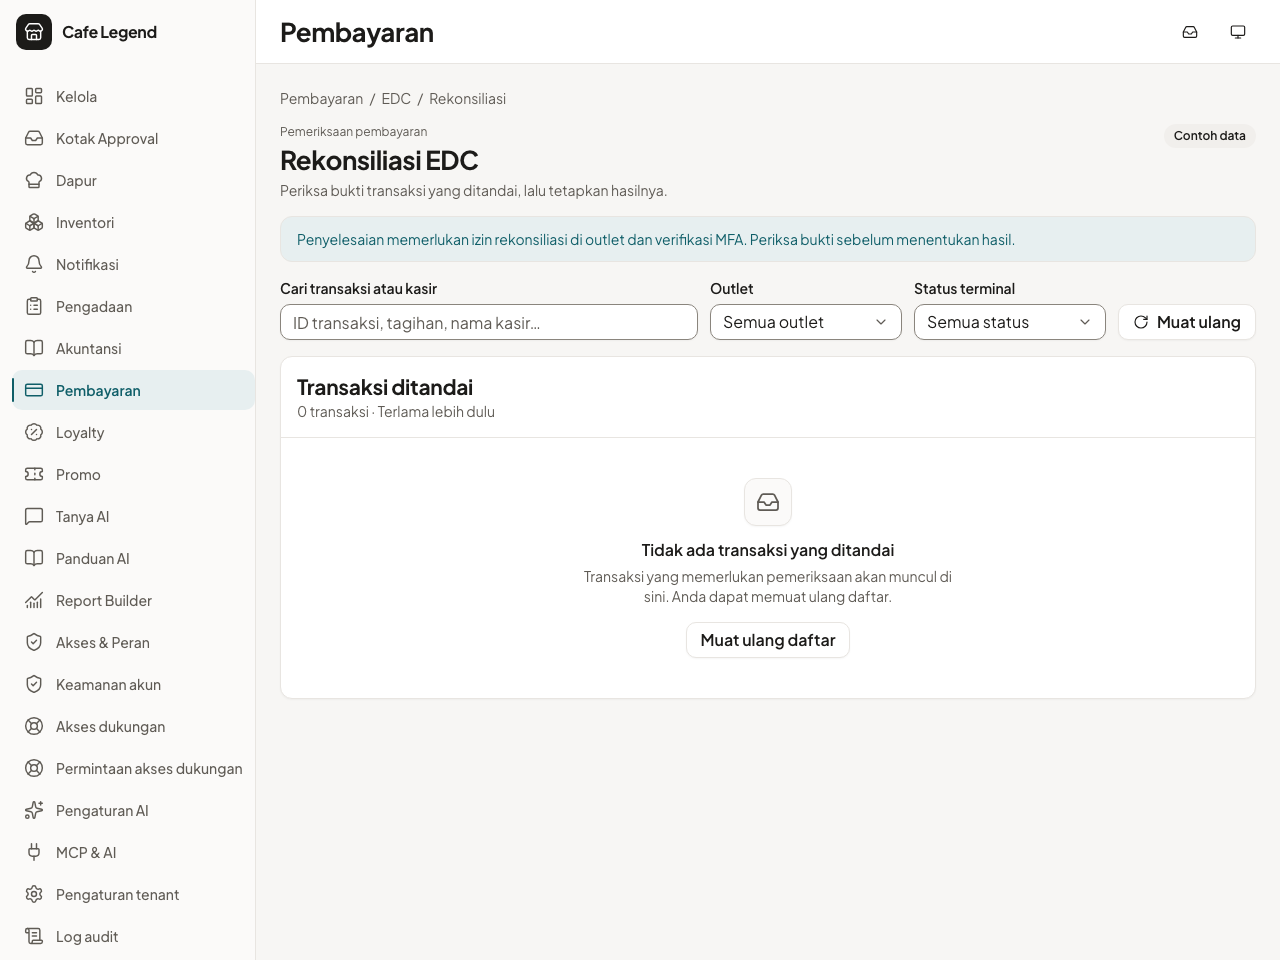 Cafe Legend
Kelola
Kotak Approval
Dapur
Inventori
Notifikasi
Pengadaan
Akuntansi
Pembayaran
Loyalty
Promo
Tanya AI
Panduan AI
Report Builder
Akses & Peran
Keamanan akun
Akses dukungan
Permintaan akses dukungan
Pengaturan AI
MCP & AI
Pengaturan tenant
Log audit
Pembayaran
Pembayaran / EDC / Rekonsiliasi
Pemeriksaan pembayaran
Contoh data
Rekonsiliasi EDC
Periksa bukti transaksi yang ditandai, lalu tetapkan hasilnya.
Penyelesaian memerlukan izin rekonsiliasi di outlet dan verifikasi MFA. Periksa bukti sebelum menentukan hasil.
Cari transaksi atau kasir
Outlet
Status terminal
ID transaksi, tagihan, nama kasir...
Semua outlet
Semua status
Muat ulang
Transaksi ditandai
0 transaksi · Terlama lebih dulu
Tidak ada transaksi yang ditandai
Transaksi yang memerlukan pemeriksaan akan muncul di
sini. Anda dapat memuat ulang daftar.
Muat ulang daftar